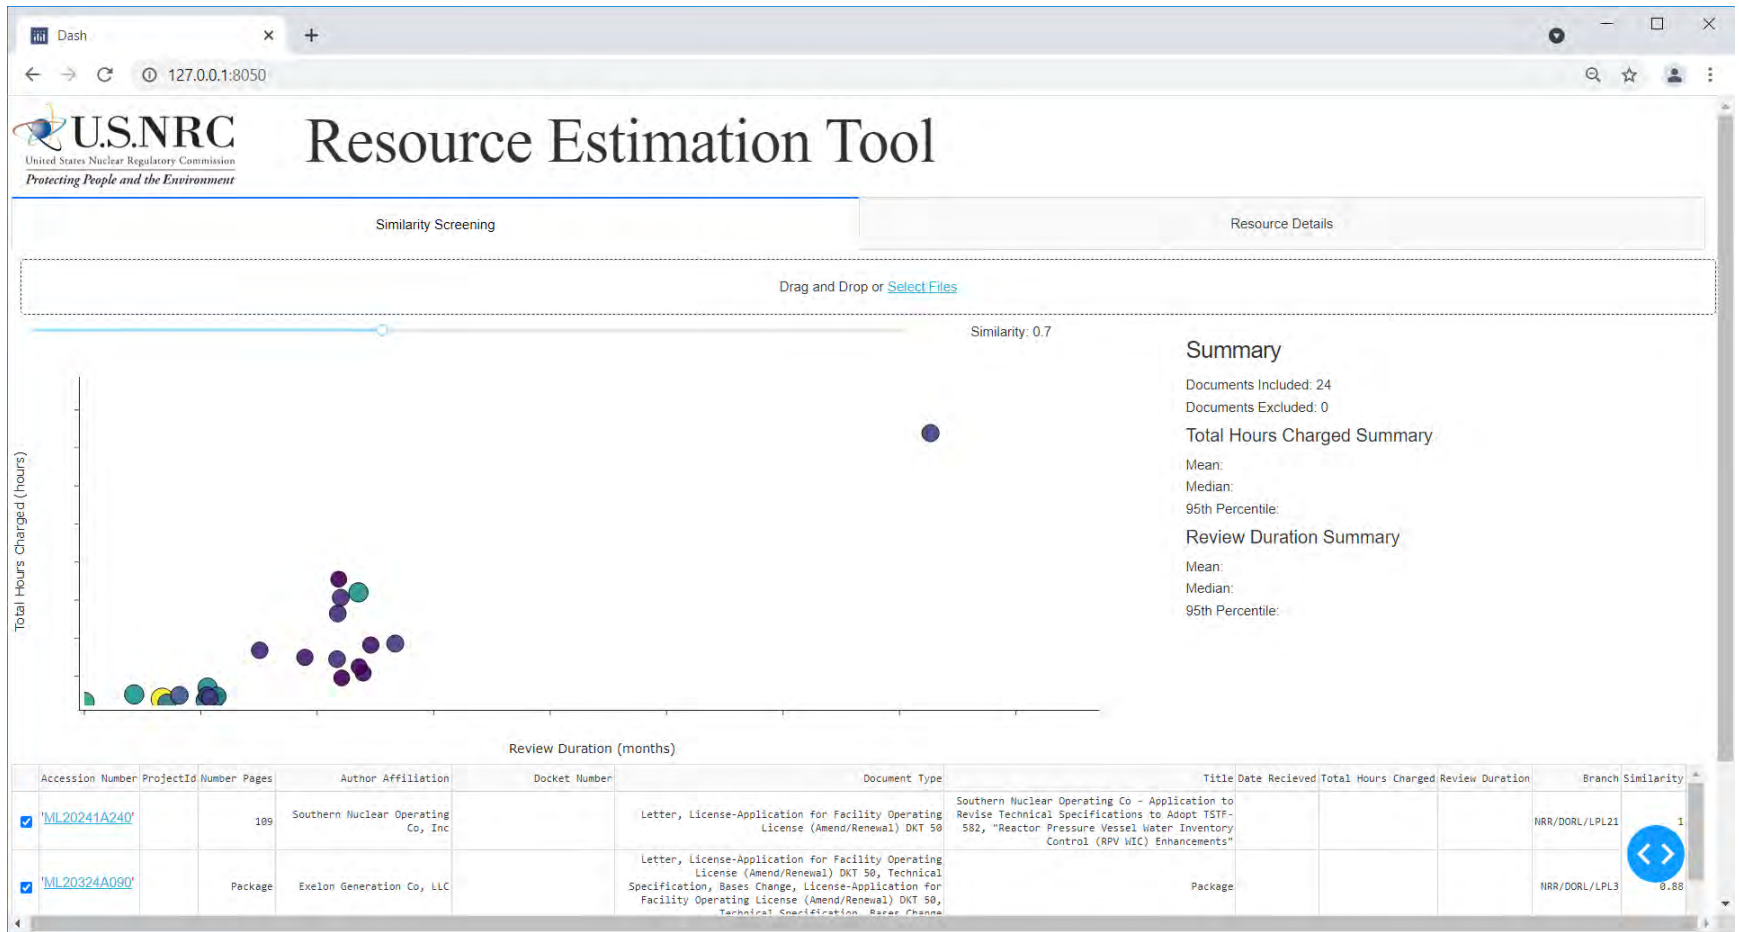 Dash
127.0.0.1:8050
U.S.NRC
United States Nuclear Regulatory Commission
Protecting People and the Environment
Resource Estimation Tool
Similarity Screening
Resource Details
Drag and Drop or Select Files
Similarity: 0.7
Summary
Documents Included: 24
Documents Excluded: 0
Total Hours Charged Summary
Mean:
Median:
95th Percentile:
Review Duration Summary
Mean:
Median:
95th Percentile:
Total Hours Charged (hours)
Review Duration (months)
Accession Number ProjectId Number Pages Author Affiliation Docket Number Document Type Title Date Recieved Total Hours Charged Review Duration Branch Similarity
'ML20241A240'
109
Southern Nuclear Operating
Co, Inc
Letter, License-Application for Facility Operating
License (Amend/Renewal) DKT 50
Southern Nuclear Operating Co - Application to
Revise Technical Specifications to Adopt TSTF-
582, "Reactor Pressure Vessel Water Inventory
Control (RPV WIC) Enhancements"
NRR/DORL/LPL21
1
'ML20324A090'
Package
Exelon Generation Co, LLC
Letter, License-Application for Facility Operating
License (Amend/Renewal) DKT 50, Technical
Specification, Bases Change, License-Application for
Facility Operating License (Amend/Renewal) DKT 50,
Technical Specification, Bases Change
Package
NRR/DORL/LPL3
0.88